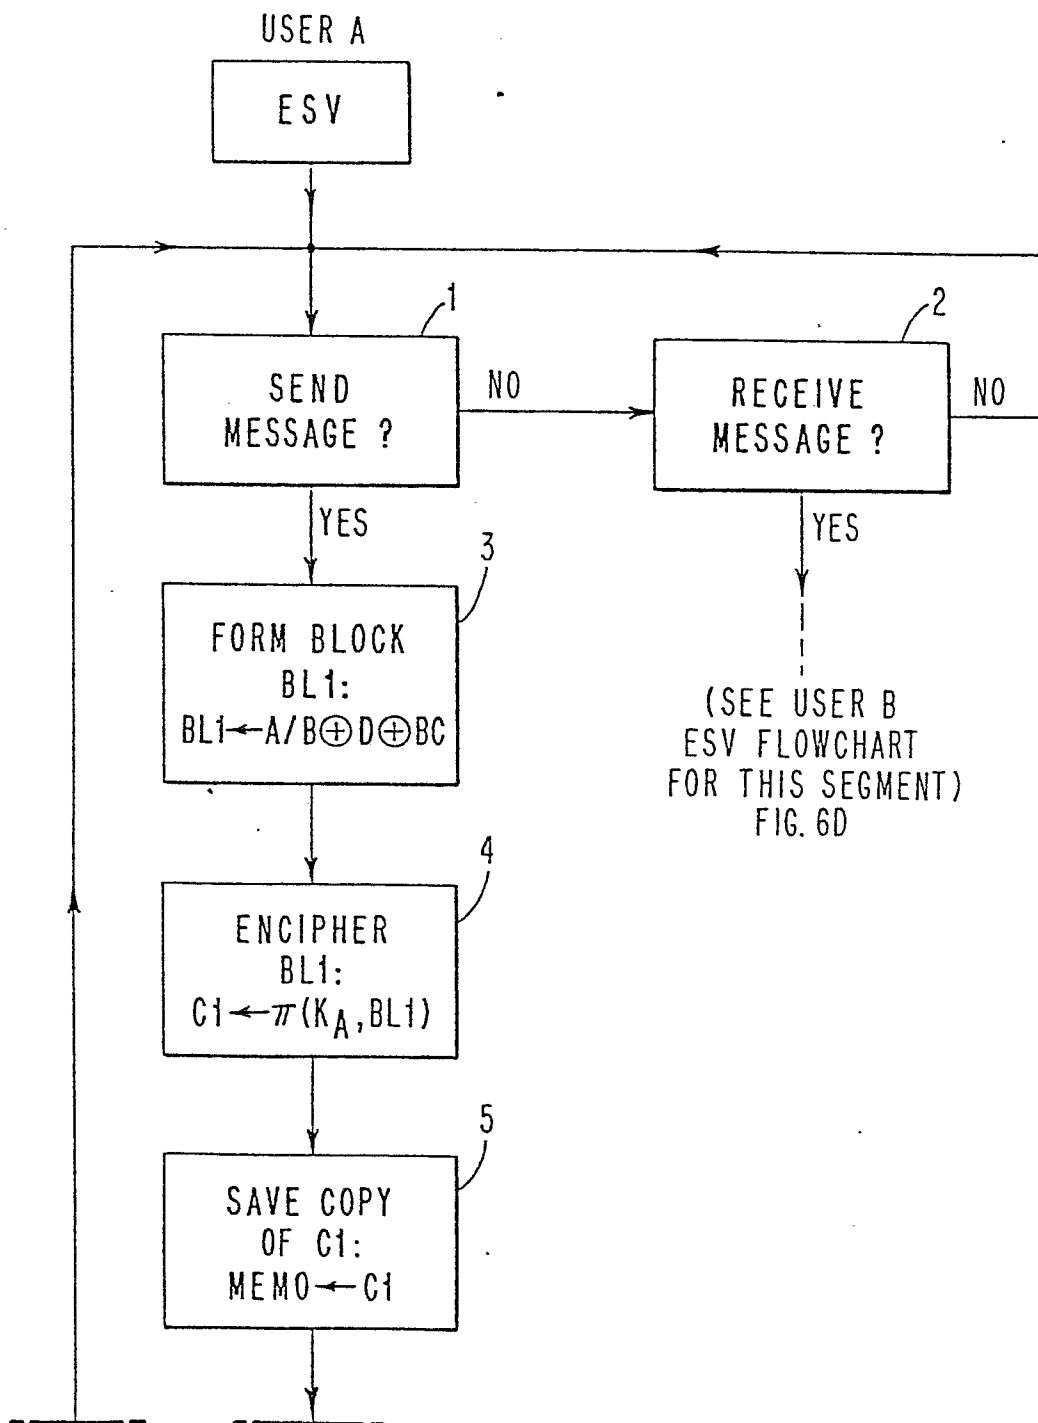 USER A
ESV
1
2
SEND
MESSAGE ?
NO
RECEIVE
MESSAGE ?
NO
YES
YES
3
FORM BLOCK
BL1:
BL1←A/B⊕D⊕BC
(SEE USER B
ESV FLOWCHART
FOR THIS SEGMENT)
FIG. 6D
4
ENCIPHER
BL1:
C1←π(K_A,BL1)
5
SAVE COPY
OF C1:
MEMO←C1